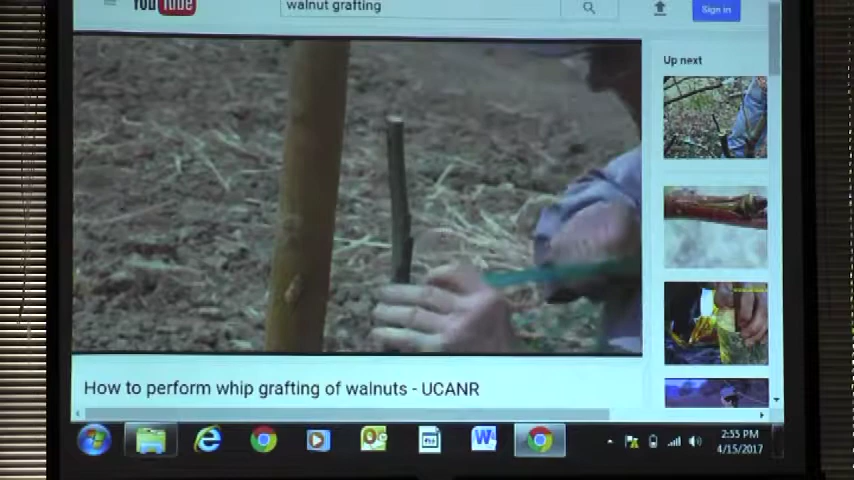 YouTube
walnut grafting
Sign in
Up next
How to perform whip grafting of walnuts - UCANR
2:55 PM
4/15/2017